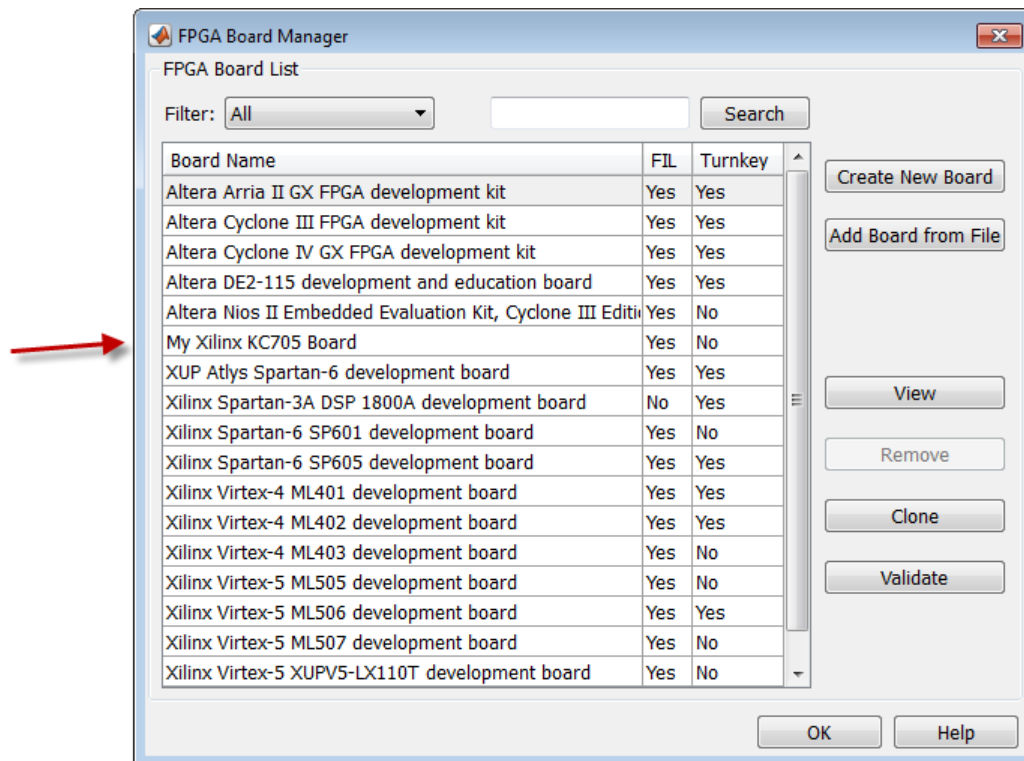 FPGA Board Manager
FPGA Board List
Filter: All Search
Board Name FIL Turnkey
Altera Arria II GX FPGA development kit Yes Yes
Altera Cyclone III FPGA development kit Yes Yes
Altera Cyclone IV GX FPGA development kit Yes Yes
Altera DE2-115 development and education board Yes Yes
Altera Nios II Embedded Evaluation Kit, Cyclone III Editi Yes No
My Xilinx KC705 Board Yes No
XUP Atlys Spartan-6 development board Yes Yes
Xilinx Spartan-3A DSP 1800A development board No Yes
Xilinx Spartan-6 SP601 development board Yes No
Xilinx Spartan-6 SP605 development board Yes Yes
Xilinx Virtex-4 ML401 development board Yes Yes
Xilinx Virtex-4 ML402 development board Yes Yes
Xilinx Virtex-4 ML403 development board Yes No
Xilinx Virtex-5 ML505 development board Yes No
Xilinx Virtex-5 ML506 development board Yes Yes
Xilinx Virtex-5 ML507 development board Yes No
Xilinx Virtex-5 XUPV5-LX110T development board Yes No
Create New Board
Add Board from File
View
Remove
Clone
Validate
OK Help